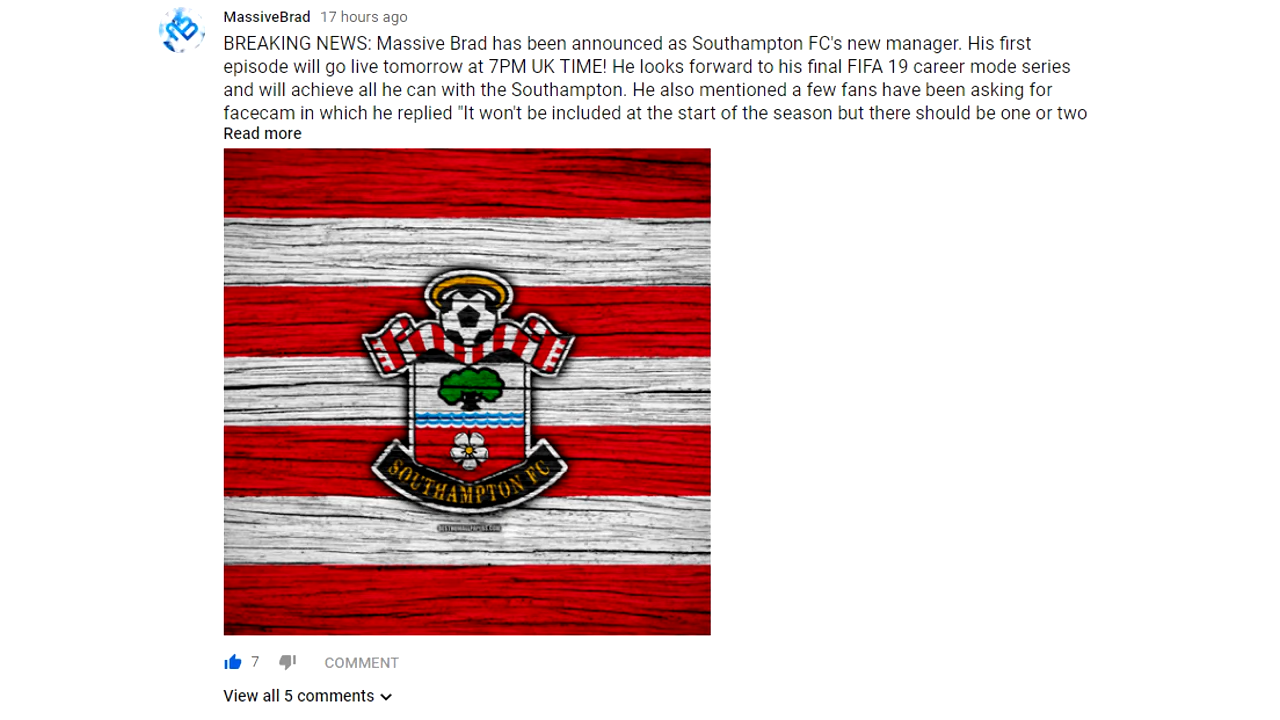 MassiveBrad 17 hours ago
BREAKING NEWS: Massive Brad has been announced as Southampton FC's new manager. His first
episode will go live tomorrow at 7PM UK TIME! He looks forward to his final FIFA 19 career mode series
and will achieve all he can with the Southampton. He also mentioned a few fans have been asking for
facecam in which he replied "It won't be included at the start of the season but there should be one or two
Read more
SOUTHAMPTON FC
7 COMMENT
View all 5 comments